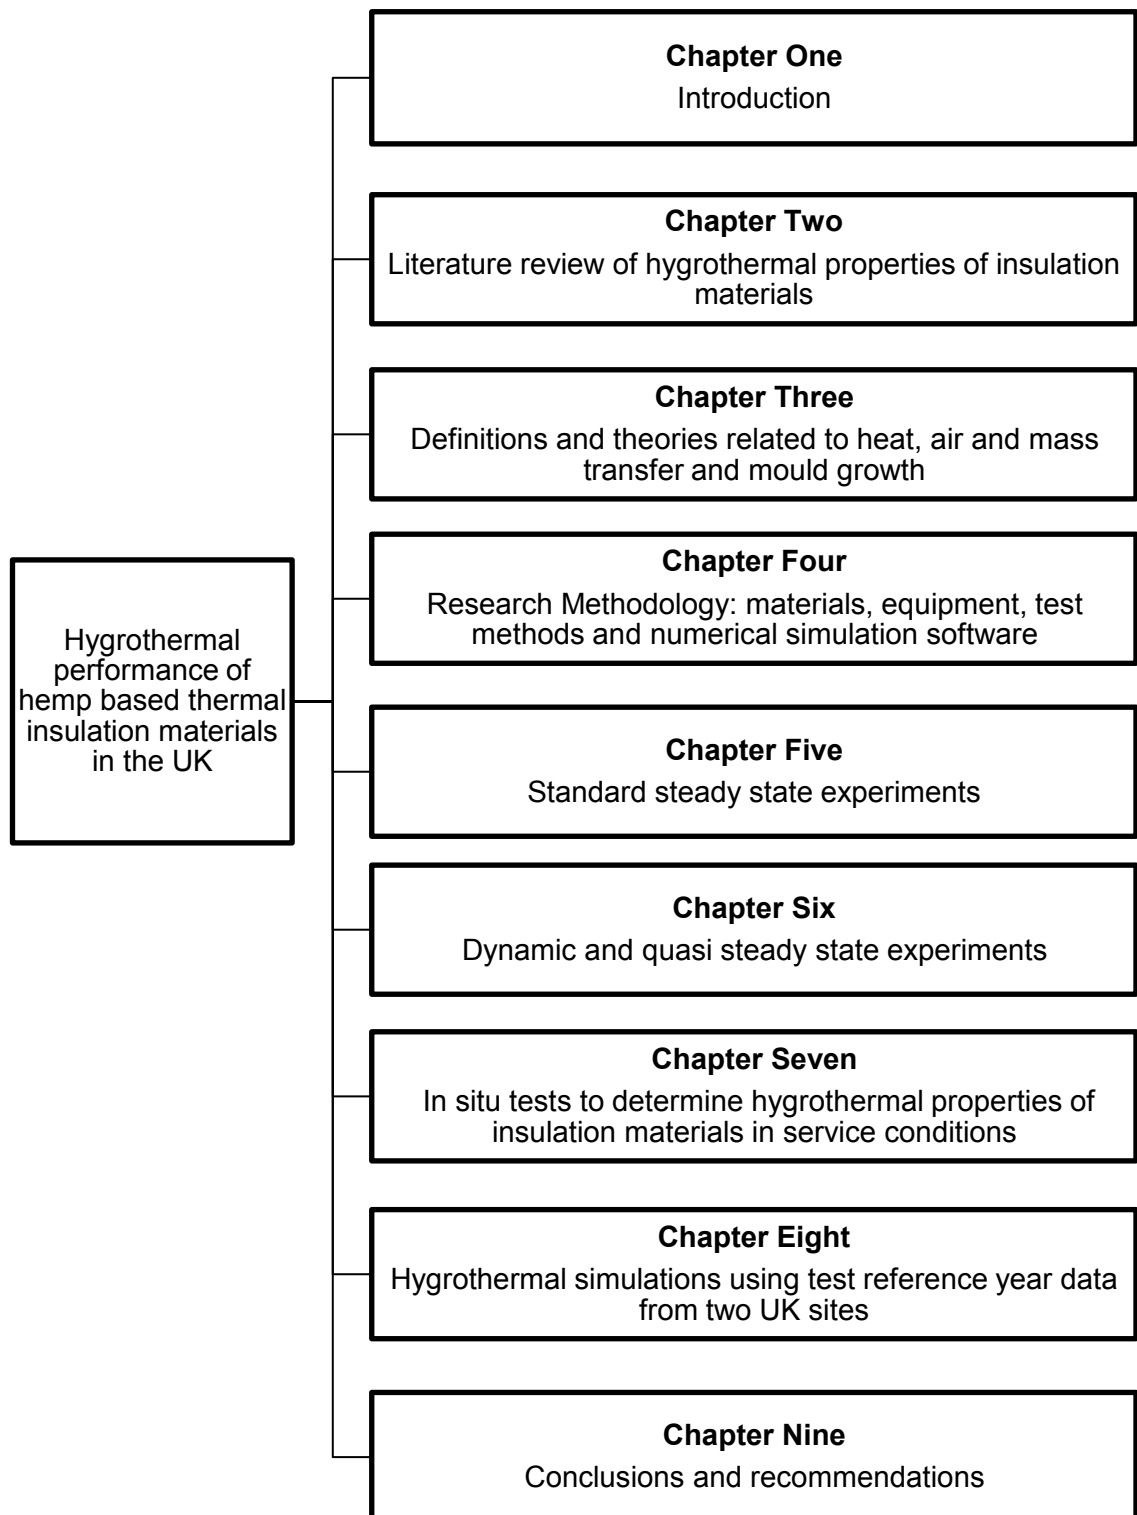 Chapter One
Introduction
Chapter Two
Literature review of hygrothermal properties of insulation
materials
Chapter Three
Definitions and theories related to heat, air and mass
transfer and mould growth
Chapter Four
Research Methodology: materials, equipment, test
methods and numerical simulation software
Hygrothermal
performance of
hemp based thermal
insulation materials
in the UK
Chapter Five
Standard steady state experiments
Chapter Six
Dynamic and quasi steady state experiments
Chapter Seven
In situ tests to determine hygrothermal properties of
insulation materials in service conditions
Chapter Eight
Hygrothermal simulations using test reference year data
from two UK sites
Chapter Nine
Conclusions and recommendations